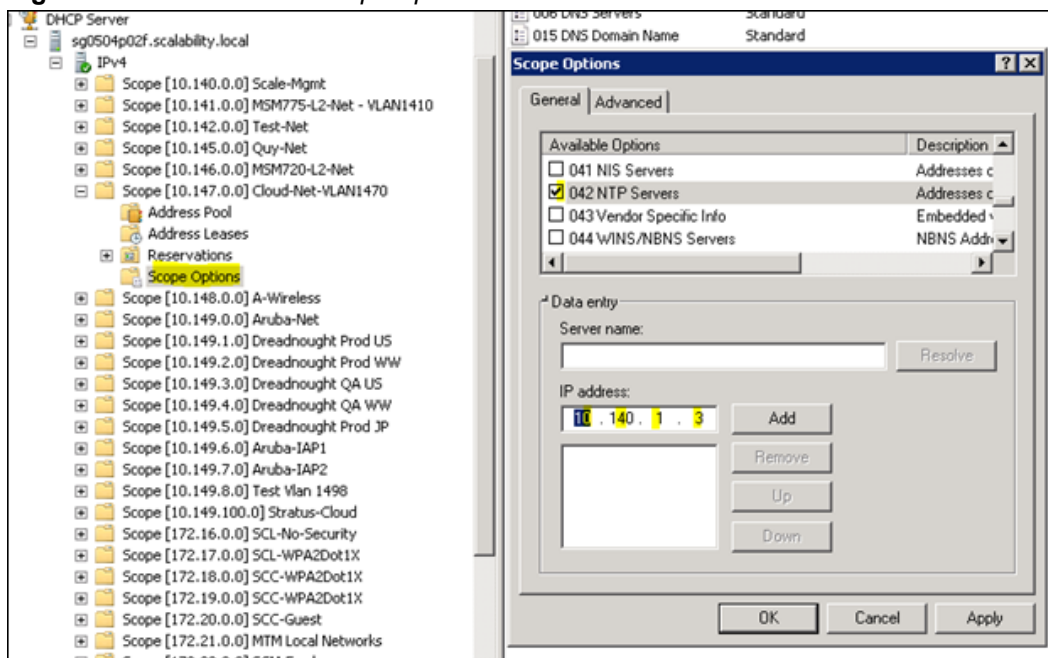 DHCP Server
sg0504p02f.scalability.local
IPv4
Scope [10.140.0.0] Scale-Mgmt
Scope [10.141.0.0] MSM775-L2-Net - VLAN1410
Scope [10.142.0.0] Test-Net
Scope [10.145.0.0] Quy-Net
Scope [10.146.0.0] MSM720-L2-Net
Scope [10.147.0.0] Cloud-Net-VLAN1470
Address Pool
Address Leases
Reservations
Scope Options
Scope [10.148.0.0] A-Wireless
Scope [10.149.0.0] Aruba-Net
Scope [10.149.1.0] Dreadnought Prod US
Scope [10.149.2.0] Dreadnought Prod WW
Scope [10.149.3.0] Dreadnought QA US
Scope [10.149.4.0] Dreadnought QA WW
Scope [10.149.5.0] Dreadnought Prod JP
Scope [10.149.6.0] Aruba-IAP1
Scope [10.149.7.0] Aruba-IAP2
Scope [10.149.8.0] Test Vlan 1498
Scope [10.149.100.0] Stratus-Cloud
Scope [172.16.0.0] SCL-No-Security
Scope [172.17.0.0] SCL-WPA2Dot1X
Scope [172.18.0.0] SCC-WPA2Dot1X
Scope [172.19.0.0] SCC-WPA2Dot1X
Scope [172.20.0.0] SCC-Guest
Scope [172.21.0.0] MTM Local Networks
006 DNS Servers Standard
015 DNS Domain Name Standard
Scope Options
General Advanced
Available Options Description
041 NIS Servers Addresses
042 NTP Servers Addresses
043 Vendor Specific Info Embedded
044 WINS/NBNS Servers NBNS
Data entry
Server name:
Resolve
IP address:
10 . 140 . 1 . 3 Add
Remove
Up
Down
OK Cancel Apply